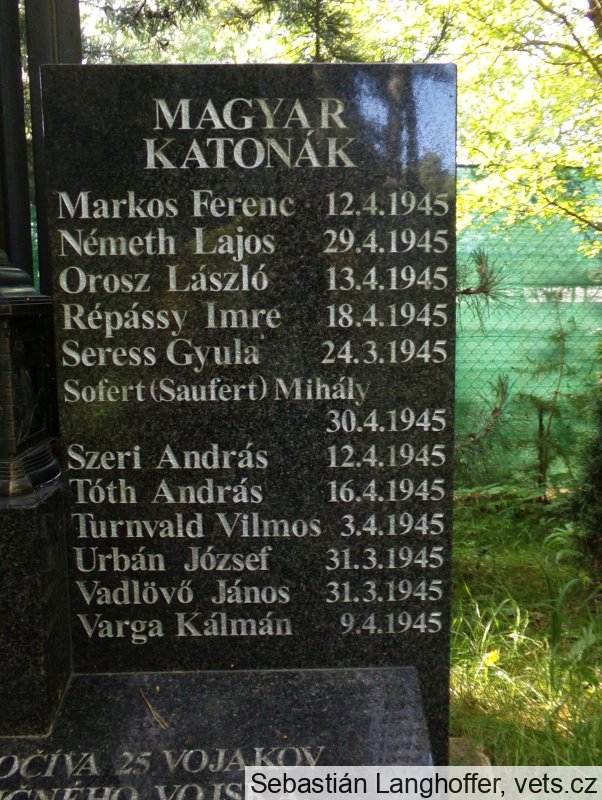 MAGYAR
KATONÁK
Markos Ferenc 12.4.1945
Németh Lajos 29.4.1945
Orosz László 13.4.1945
Répássy Imre 18.4.1945
Seress Gyula 24.3.1945
Sofert (Saufert) Mihály
30.4.1945
Szeri András 12.4.1945
Tóth András 16.4.1945
Turnvald Vilmos 3.4.1945
Urbán József 31.3.1945
Vadlövő János 31.3.1945
Varga Kálmán 9.4.1945
25 VOJAKOV
Sebastián Langhoffer, vets.cz